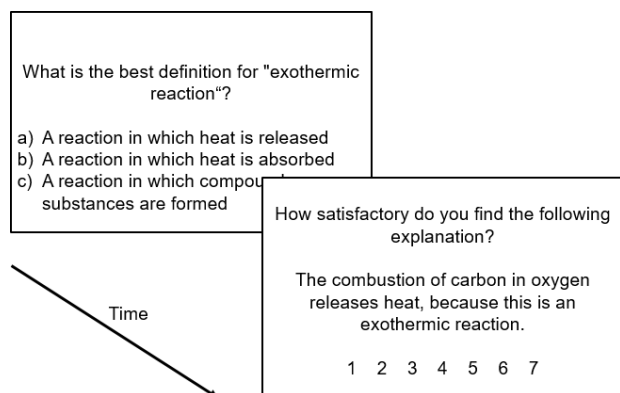 What is the best definition for "exothermic
reaction“?
a) A reaction in which heat is released
b) A reaction in which heat is absorbed
c) A reaction in which
substances are formed
How satisfactory do you find the following
explanation?
The combustion of carbon in oxygen
releases heat, because this is an
exothermic reaction.
1 2 3 4 5 6 7
Time